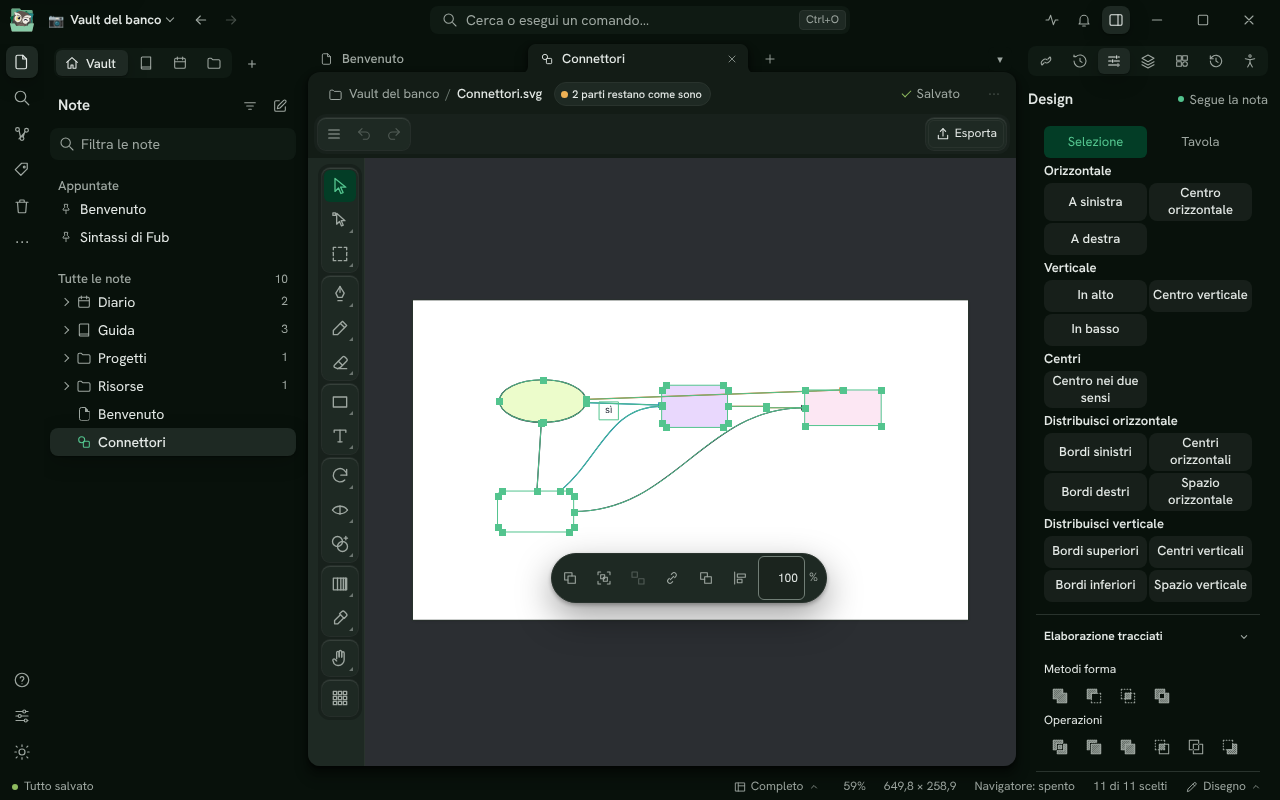 Vault del banco
Cerca o esegui un comando...
Ctrl+O
Vault
Benvenuto
Connettori
Note
Filtra le note
Appuntate
Benvenuto
Sintassi di Fub
Tutte le note 10
Diario 2
Guida 3
Progetti 1
Risorse 1
Benvenuto
Connettori
Vault del banco / Connettori.svg
2 parti restano come sono
Salvato
Esporta
sì
100 %
Design
Segue la nota
Selezione
Tavola
Orizzontale
A sinistra
Centro
orizzontale
A destra
Verticale
In alto
Centro verticale
In basso
Centri
Centro nei due
sensi
Distribuisci orizzontale
Bordi sinistri
Centri
orizzontali
Bordi destri
Spazio
orizzontale
Distribuisci verticale
Bordi superiori
Centri verticali
Bordi inferiori
Spazio verticale
Elaborazione tracciati
Metodi forma
Operazioni
Tutto salvato
Completo
59%
649,8 × 258,9
Navigatore: spento
11 di 11 scelti
Disegno